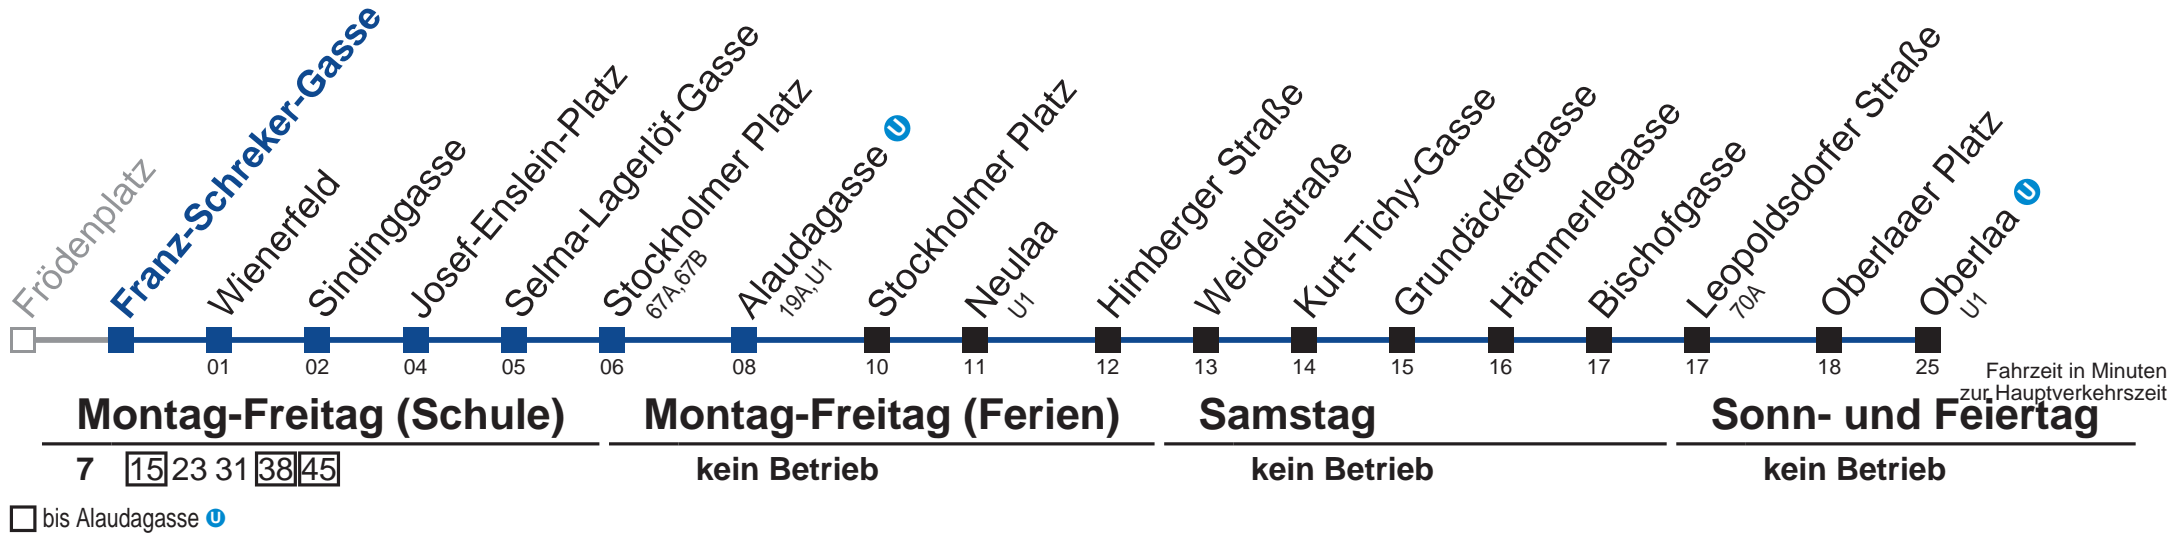 Frödenplatz
Franz-Schreker-Gasse
Wienerfeld
Sindinggasse
Josef-Enslein-Platz
Selma-Lagerlöf-Gasse
Stockholmer Platz
67A,67B
Alaudagasse U
19A,U1
Stockholmer Platz
Neulaa
U1
Himberger Straße
Weidelstraße
Kurt-Tichy-Gasse
Grundäckergasse
Hämmerlegasse
Bischofgasse
Leopoldsdorfer Straße
70A
Oberlaaer Platz
Oberlaa U
U1
01 02 04 05 06 08 10 11 12 13 14 15 16 17 17 18 25
Fahrzeit in Minuten
zur Hauptverkehrszeit
Montag-Freitag (Schule) Montag-Freitag (Ferien) Samstag Sonn- und Feiertag
7 15 23 31 38 45 kein Betrieb kein Betrieb kein Betrieb
bis Alaudagasse U